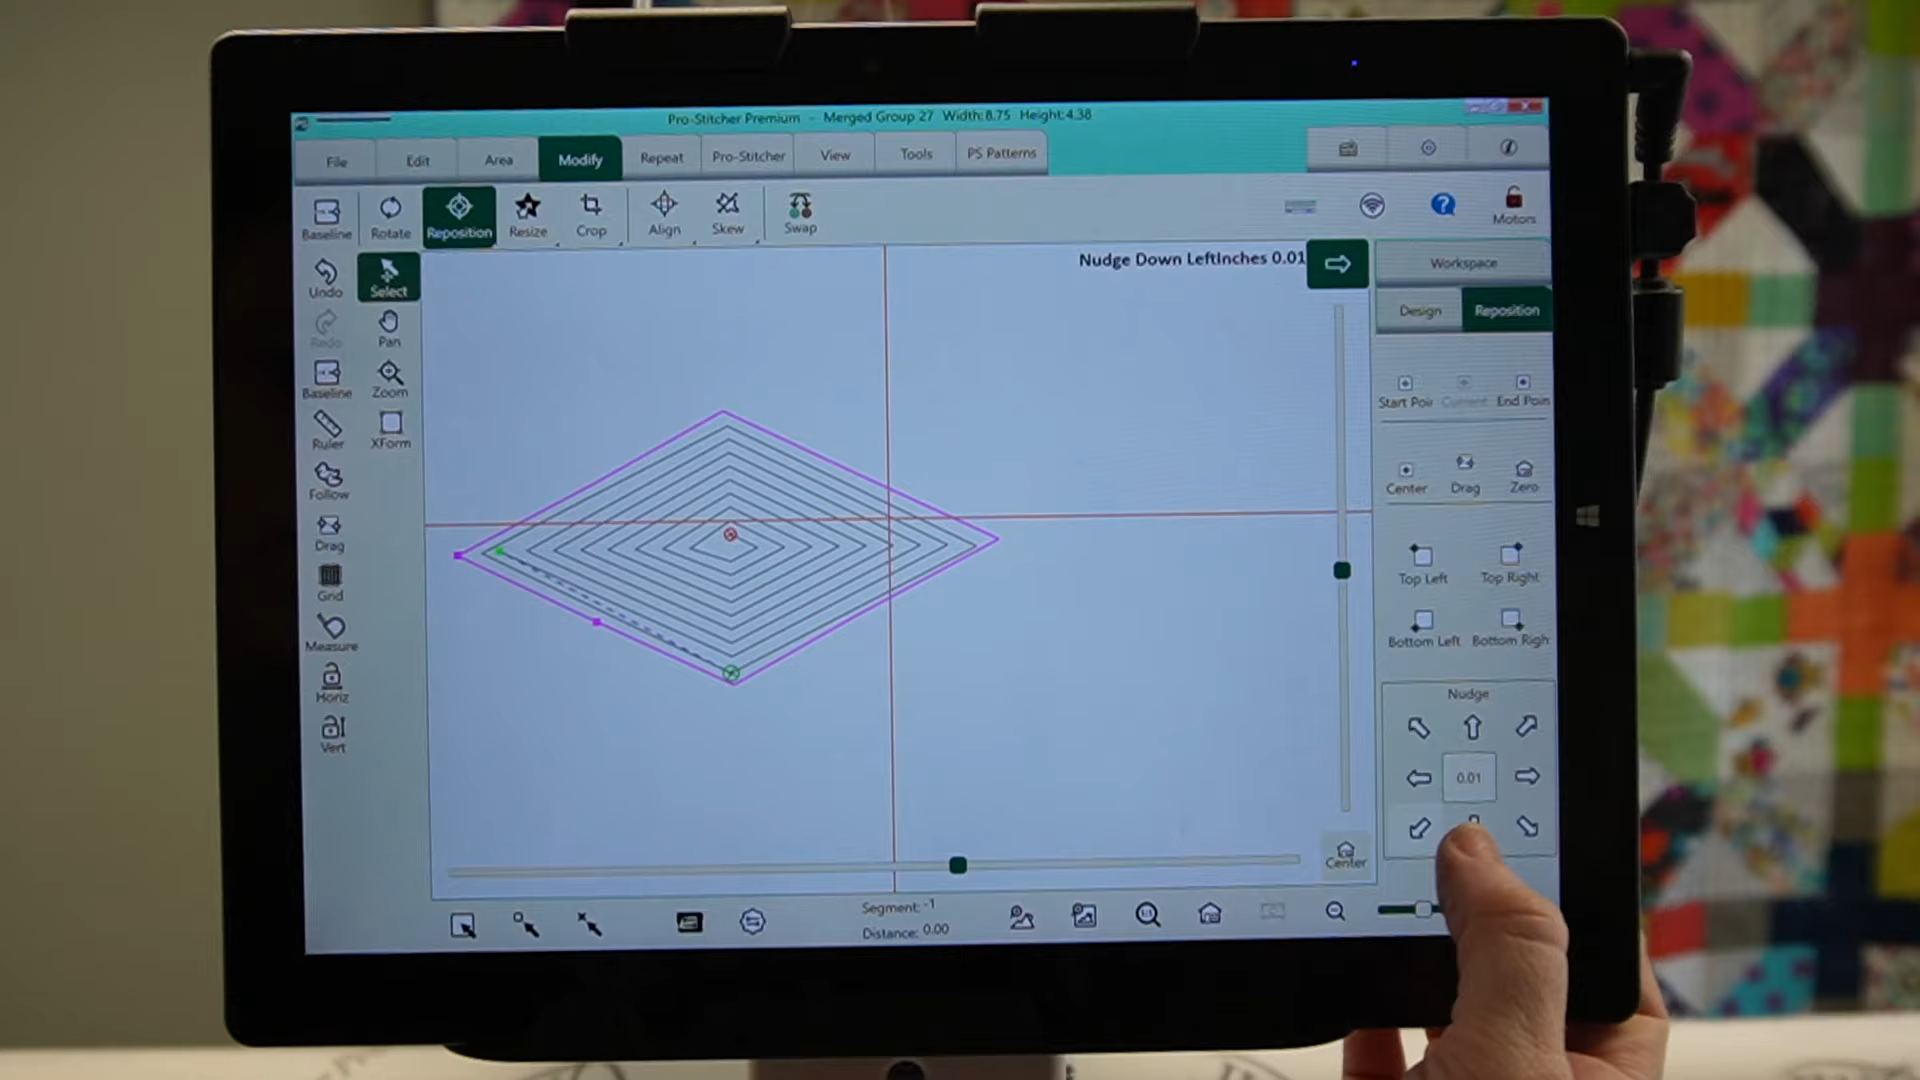 Pro-Stitcher Premium - Merged Group 27 Width:8.75 Height:4.38
File Edit Area Modify Repeat Pro-Stitcher View Tools PS Patterns
Baseline Rotate Reposition Resize Crop Align Skew Swap Motors
Nudge Down LeftInches 0.01
Workspace
Design Reposition
Undo Select
Redo Pan
Baseline Zoom
Ruler XForm
Follow
Drag
Grid
Measure
Horiz
Vert
Start Poir Current End Poin
Center Drag Zero
Top Left Top Right
Bottom Left Bottom Righ
Nudge
0.01
Center
Segment: -1
Distance: 0.00